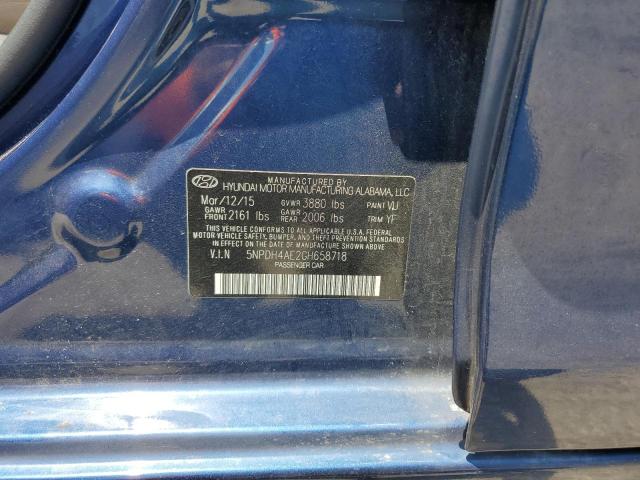 MANUFACTURED BY
HYUNDAI MOTOR MANUFACTURING ALABAMA, LLC
Mar/12/15 GVWR 3880 lbs PAINT VU
GAWR FRONT 2161 lbs GAWR REAR 2006 lbs TRIM YF
THIS VEHICLE CONFORMS TO ALL APPLICABLE U.S.A. FEDERAL
MOTOR VEHICLE SAFETY, BUMPER, AND THEFT PREVENTION
STANDARDS IN EFFECT ON THE DATE OF MANUFACTURE SHOWN ABOVE.
V.I.N 5NPDH4AE2GH658718
PASSENGER CAR